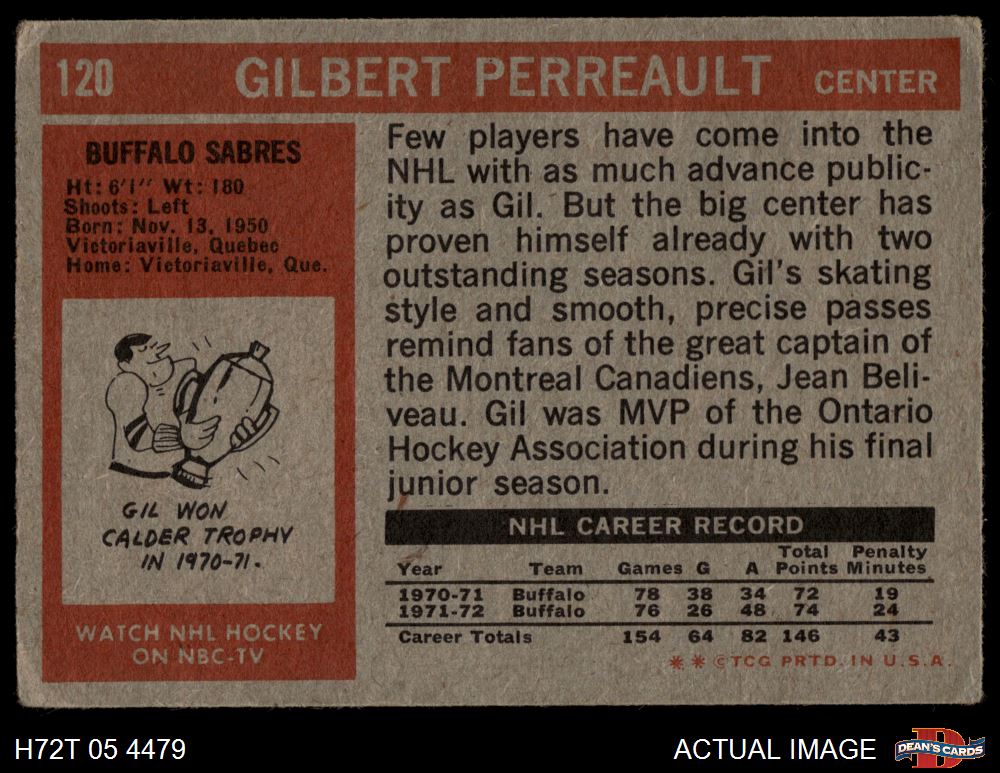 120 GILBERT PERREAULT CENTER
BUFFALO SABRES
Ht: 6'1" Wt: 180
Shoots: Left
Born: Nov. 13, 1950
Victoriaville, Quebec
Home: Victoriaville, Que.
GIL WON
CALDER TROPHY
IN 1970-71.
WATCH NHL HOCKEY
ON NBC-TV
Few players have come into the
NHL with as much advance public-
ity as Gil. But the big center has
proven himself already with two
outstanding seasons. Gil's skating
style and smooth, precise passes
remind fans of the great captain of
the Montreal Canadiens, Jean Beli-
veau. Gil was MVP of the Ontario
Hockey Association during his final
junior season.
NHL CAREER RECORD
Total Penalty
Year Team Games G A Points Minutes
1970-71 Buffalo 78 38 34 72 19
1971-72 Buffalo 76 26 48 74 24
Career Totals 154 64 82 146 43
* * ©TCG PRTD. IN U.S.A.
H72T 05 4479
ACTUAL IMAGE
D
DEAN'S CARDS